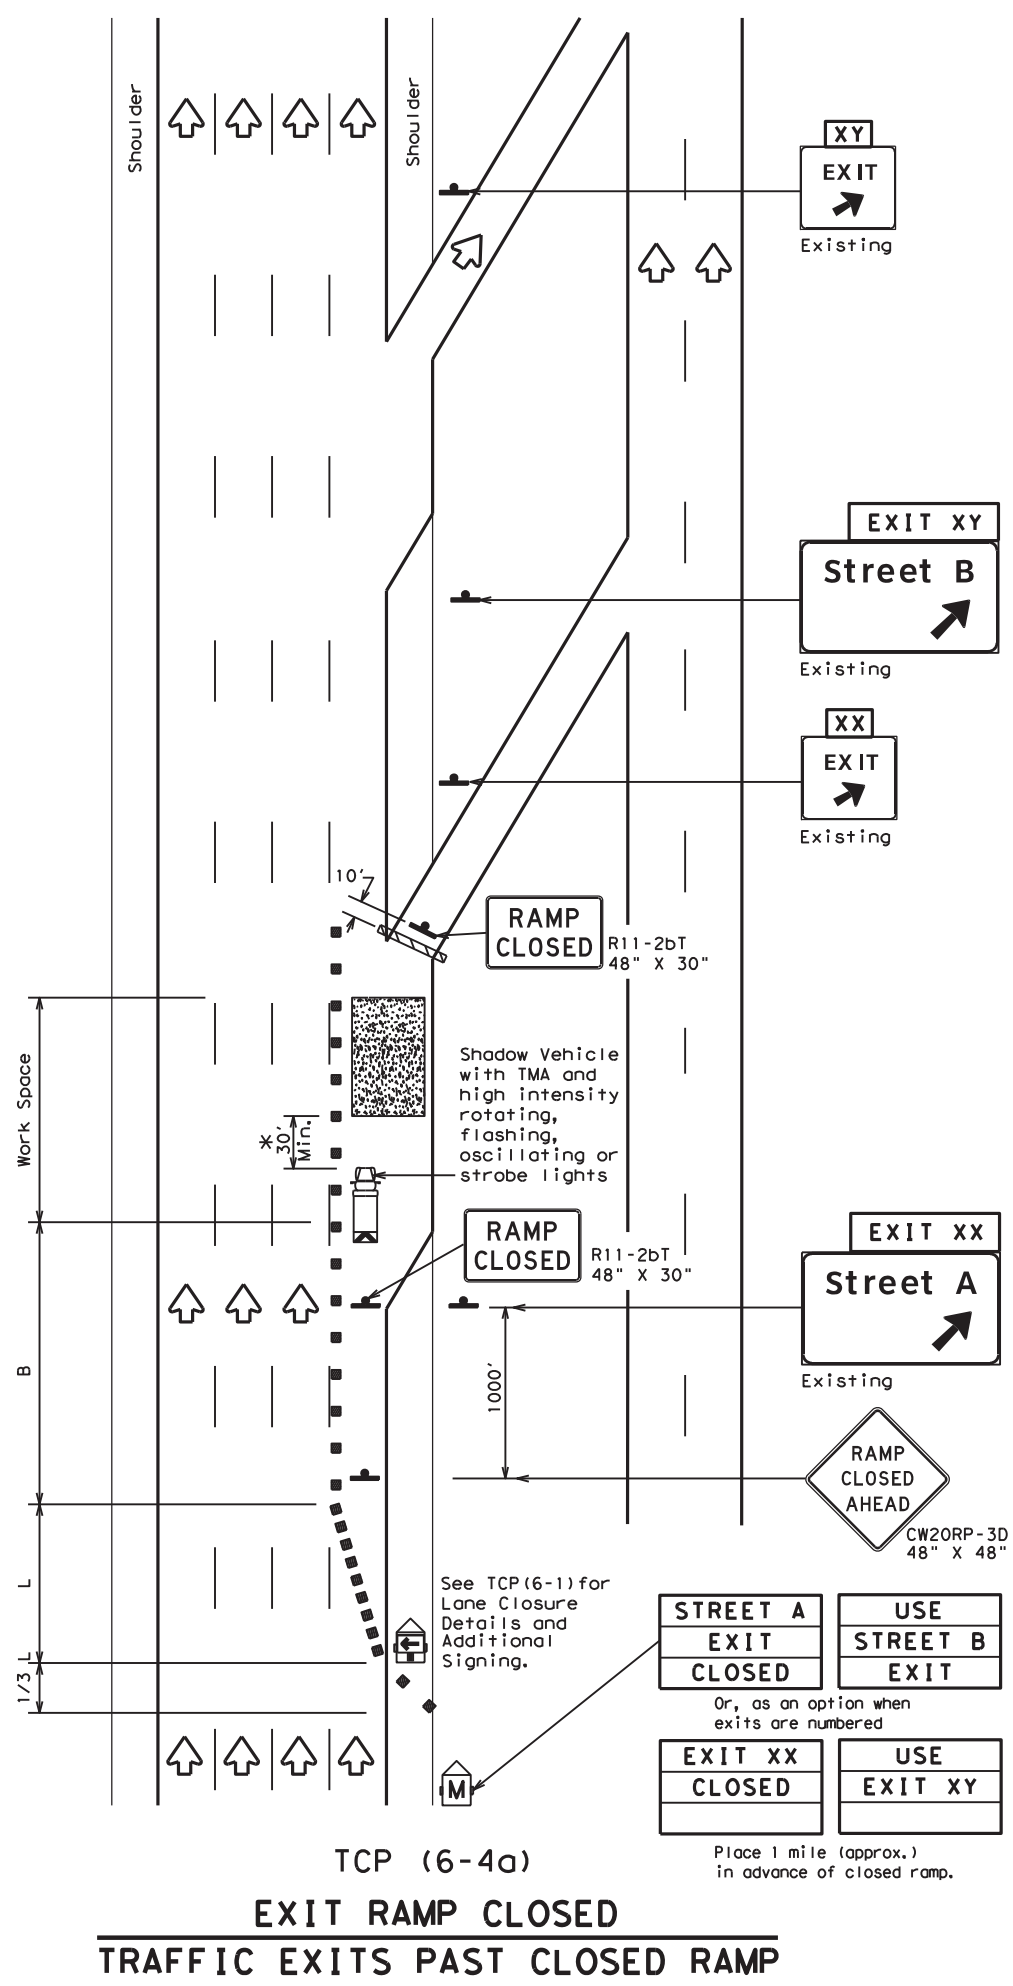 Shoulder
Shoulder
XY
EXIT
Existing
EXIT XY
Street B
Existing
XX
EXIT
Existing
10'
RAMP
CLOSED
R11-2bT
48" X 30"
Work Space
*
30'
Min.
Shadow Vehicle
with TMA and
high intensity
rotating,
flashing,
oscillating or
strobe lights
RAMP
CLOSED
R11-2bT
48" X 30"
EXIT XX
Street A
Existing
B
1000'
RAMP
CLOSED
AHEAD
CW20RP-3D
48" X 48"
L
See TCP(6-1)for
Lane Closure
Details and
Additional
Signing.
1/3 L
STREET A
EXIT
CLOSED
USE
STREET B
EXIT
Or, as an option when
exits are numbered
EXIT XX
CLOSED
USE
EXIT XY
M
Place 1 mile (approx.)
in advance of closed ramp.
TCP (6-4a)
EXIT RAMP CLOSED
TRAFFIC EXITS PAST CLOSED RAMP